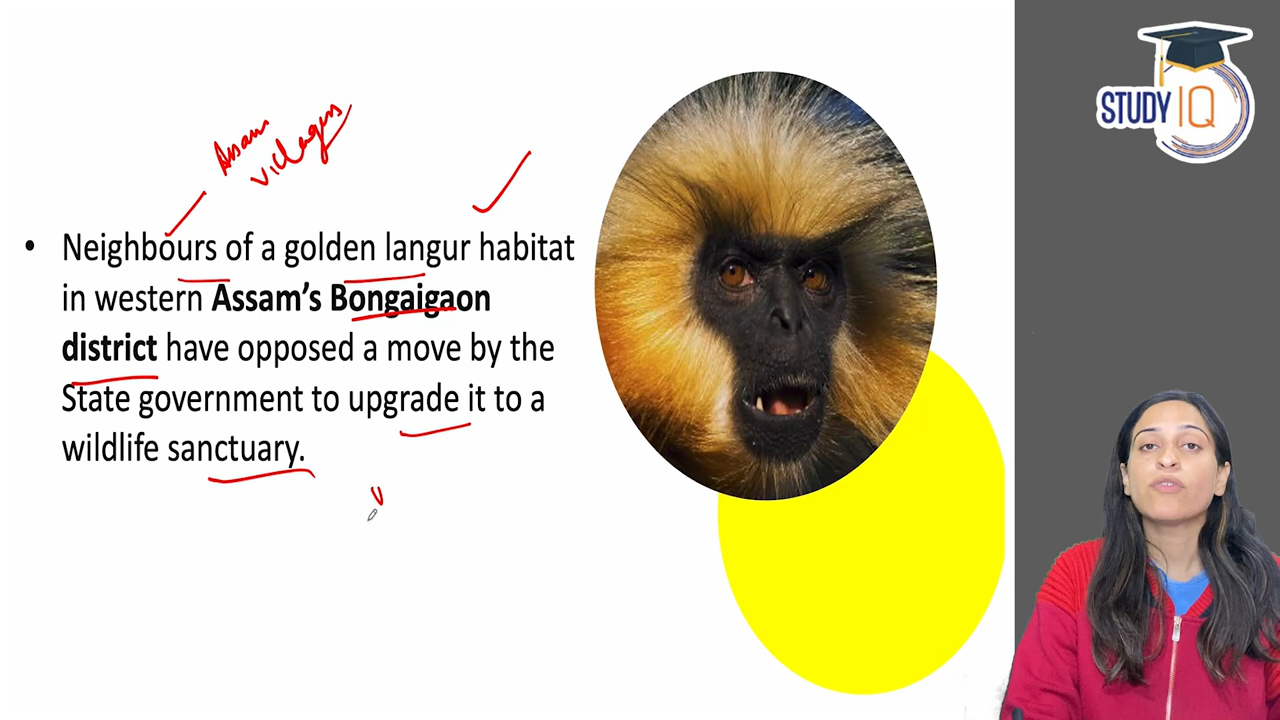 Assam
villagers
• Neighbours of a golden langur habitat
in western Assam's Bongaigaon
district have opposed a move by the
State government to upgrade it to a
wildlife sanctuary.
STUDY IQ